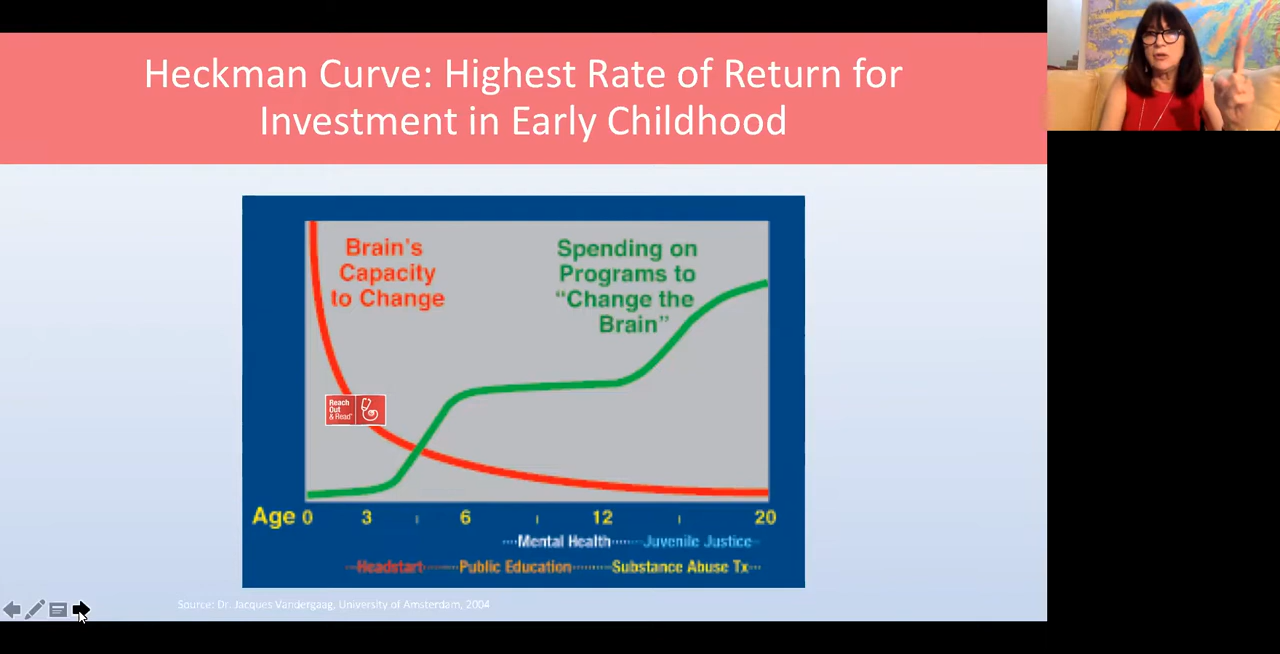 Heckman Curve: Highest Rate of Return for
Investment in Early Childhood
Brain's
Capacity
to Change
Spending on
Programs to
“Change the
Brain”
Reach
Out
& Read
Age 0 3 6 12 20
Mental Health Juvenile Justice
Headstart Public Education Substance Abuse Tx
Source: Dr. Jacques Vandergaag, University of Amsterdam, 2004